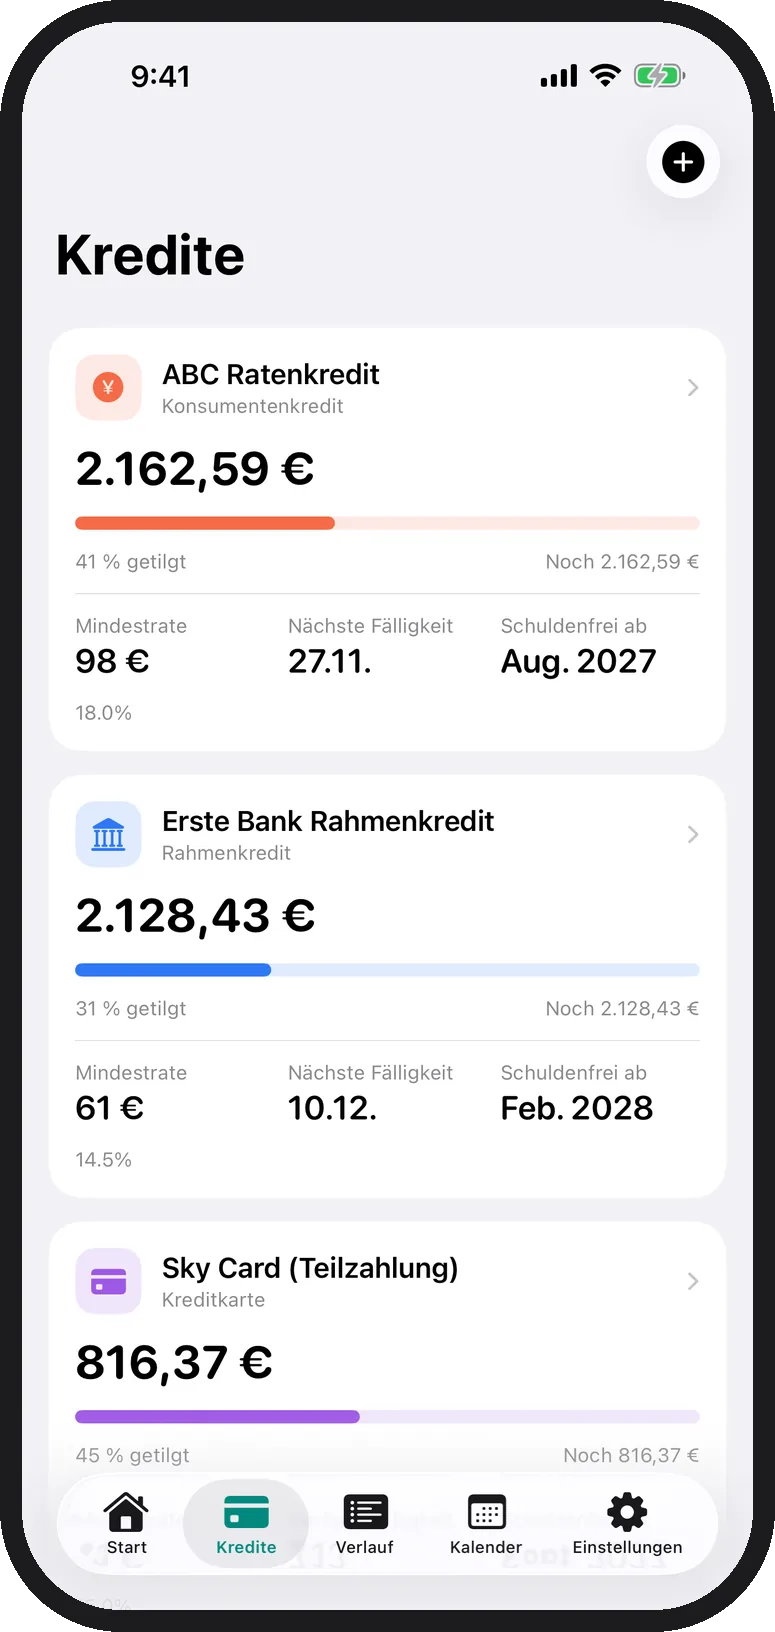 9:41
Kredite
ABC Ratenkredit
Konsumentenkredit
2.162,59 €
41 % getilgt Noch 2.162,59 €
Mindestrate Nächste Fälligkeit Schuldenfrei ab
98 € 27.11. Aug. 2027
18.0%
Erste Bank Rahmenkredit
Rahmenkredit
2.128,43 €
31 % getilgt Noch 2.128,43 €
Mindestrate Nächste Fälligkeit Schuldenfrei ab
61 € 10.12. Feb. 2028
14.5%
Sky Card (Teilzahlung)
Kreditkarte
816,37 €
45 % getilgt Noch 816,37 €
Start Kredite Verlauf Kalender Einstellungen